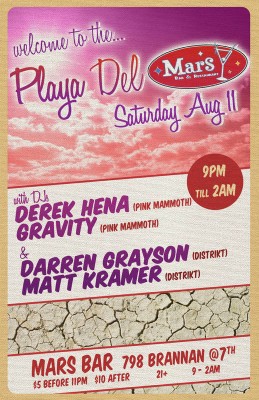 welcome to the....
Playa Del
Mars
Bar & Restaurant
Saturday Aug 11
9PM
TILL 2AM
with DJs
DEREK HENA (PINK MAMMOTH)
GRAVITY (PINK MAMMOTH)
&
DARREN GRAYSON (DISTRIKT)
MATT KRAMER (DISTRIKT)
MARS BAR 798 BRANNAN @7TH
$5 BEFORE 11PM $10 AFTER 21+ 9 - 2AM